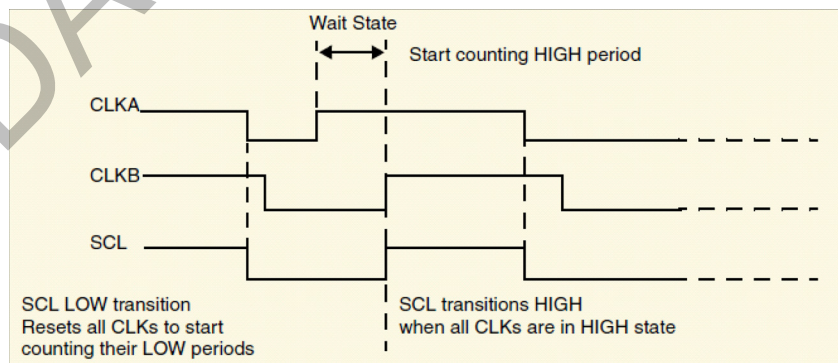 Wait State
Start counting HIGH period
CLKA
CLKB
SCL
SCL LOW transition
Resets all CLKs to start
counting their LOW periods
SCL transitions HIGH
when all CLKs are in HIGH state